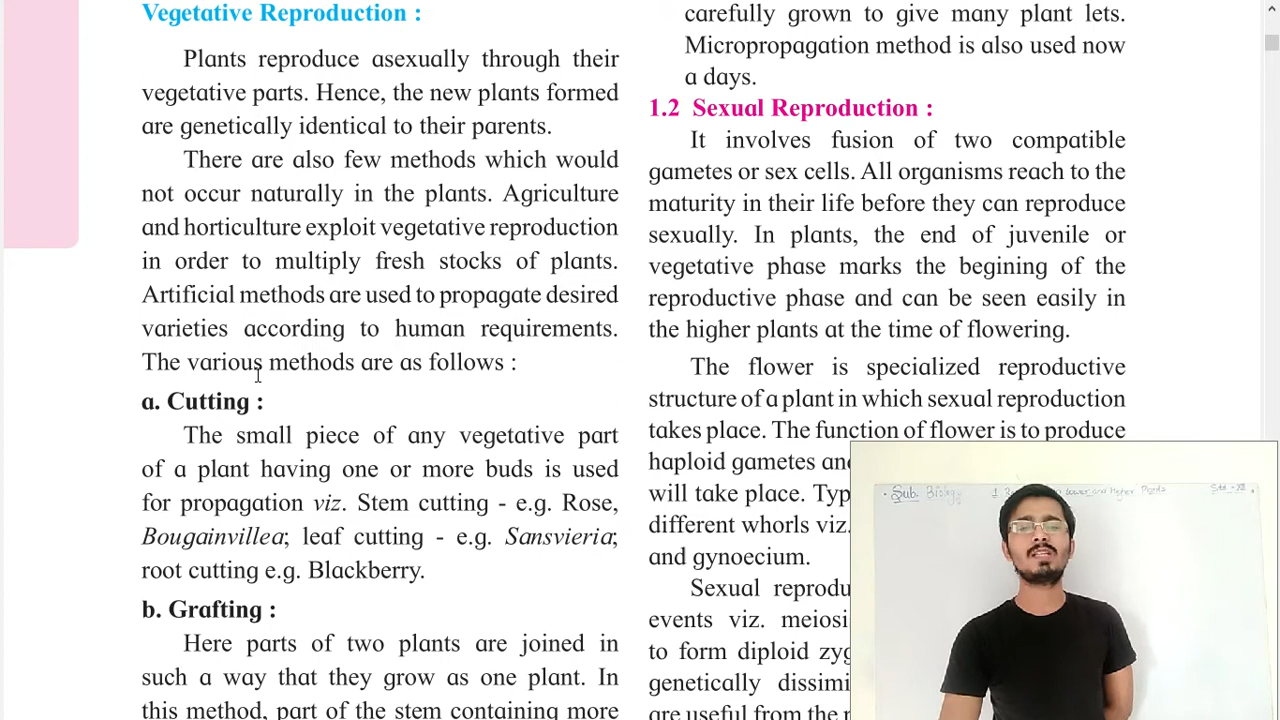 Vegetative Reproduction :
Plants reproduce asexually through their
vegetative parts. Hence, the new plants formed
are genetically identical to their parents.
There are also few methods which would
not occur naturally in the plants. Agriculture
and horticulture exploit vegetative reproduction
in order to multiply fresh stocks of plants.
Artificial methods are used to propagate desired
varieties according to human requirements.
The various methods are as follows :
a. Cutting :
The small piece of any vegetative part
of a plant having one or more buds is used
for propagation viz. Stem cutting - e.g. Rose,
Bougainvillea; leaf cutting - e.g. Sansvieria;
root cutting e.g. Blackberry.
b. Grafting :
Here parts of two plants are joined in
such a way that they grow as one plant. In
this method, part of the stem containing more
carefully grown to give many plant lets.
Micropropagation method is also used now
a days.
1.2 Sexual Reproduction :
It involves fusion of two compatible
gametes or sex cells. All organisms reach to the
maturity in their life before they can reproduce
sexually. In plants, the end of juvenile or
vegetative phase marks the begining of the
reproductive phase and can be seen easily in
the higher plants at the time of flowering.
The flower is specialized reproductive
structure of a plant in which sexual reproduction
takes place. The function of flower is to produce
haploid gametes and
will take place. Typ
different whorls viz.
and gynoecium.
Sexual reprodu
events viz. meiosi
to form diploid zyg
genetically dissimi
are useful from the
Sub. Biology
Lower and Higher Plants
Std - XII